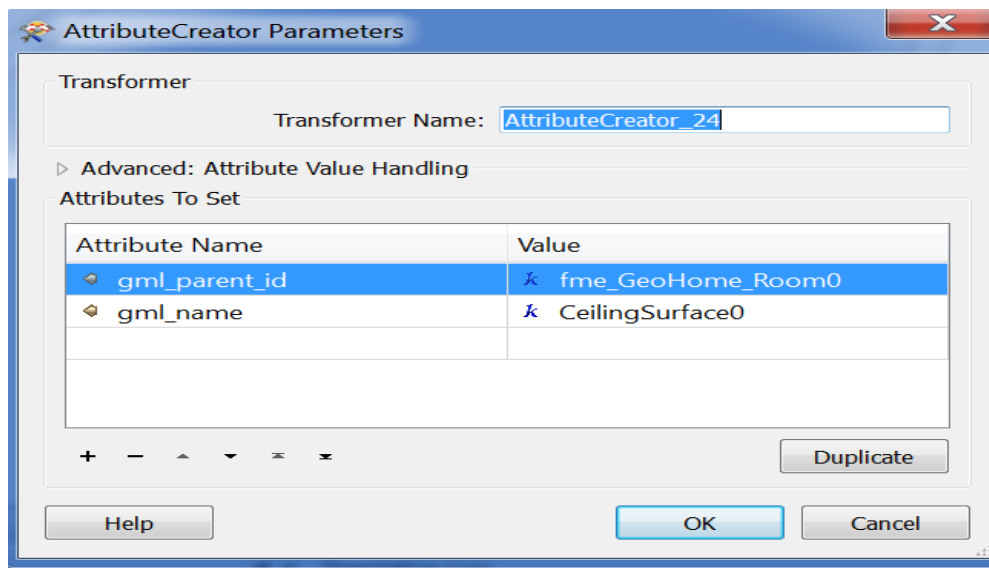 AttributeCreator Parameters
Transformer
Transformer Name: AttributeCreator_24
Advanced: Attribute Value Handling
Attributes To Set
Attribute Name Value
gml_parent_id k fme_GeoHome_Room0
gml_name k CeilingSurface0
Duplicate
Help OK Cancel